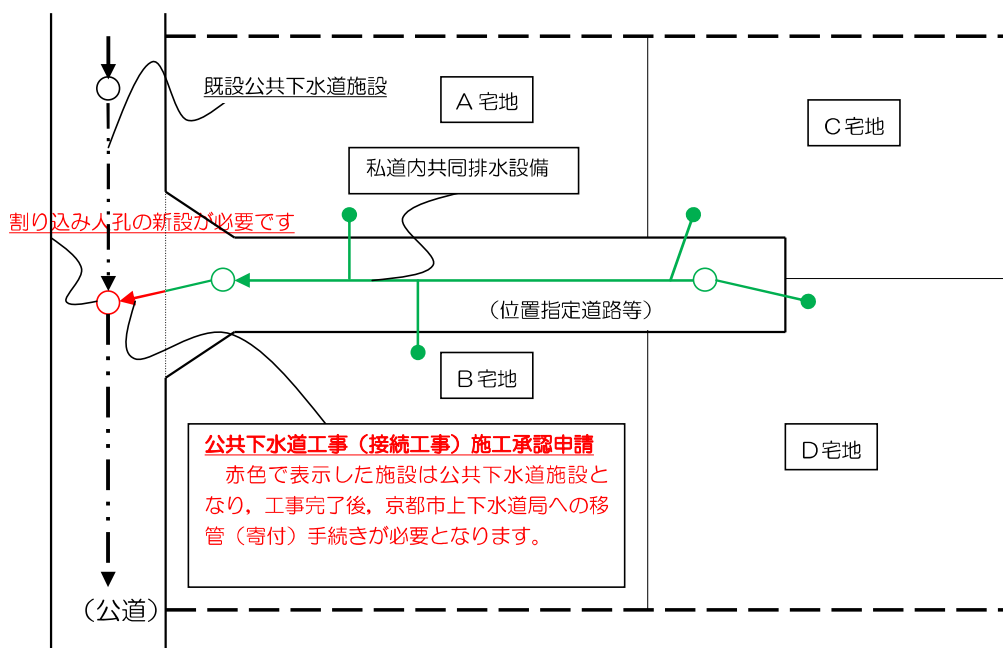 既設公共下水道施設
A宅地
C宅地
私道内共同排水設備
割り込み人孔の新設が必要です
(位置指定道路等)
B宅地
公共下水道工事(接続工事)施工承認申請
赤色で表示した施設は公共下水道施設と
なり,工事完了後,京都市上下水道局への移
管(寄付)手続きが必要となります。
D宅地
(公道)